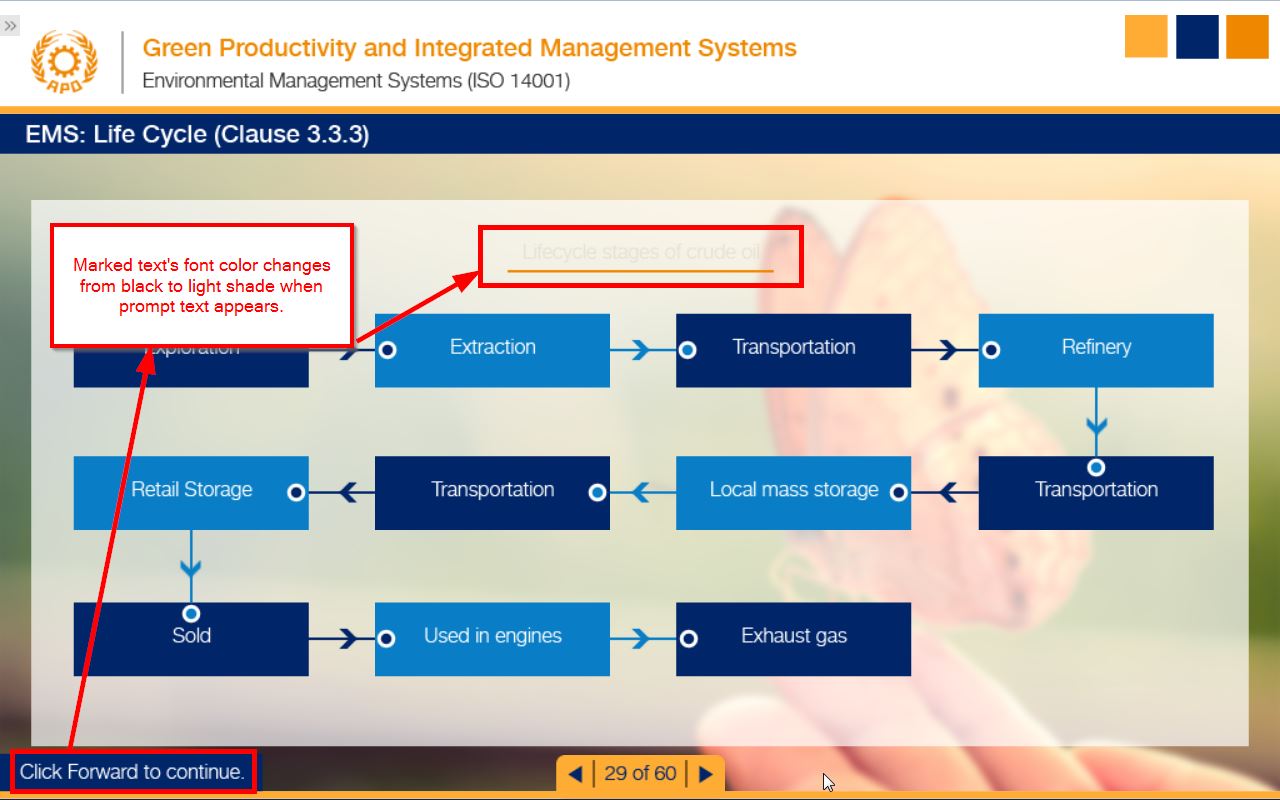 »
Green Productivity and Integrated Management Systems
APO
Environmental Management Systems (ISO 14001)
EMS: Life Cycle (Clause 3.3.3)
Lifecycle stages of crude oil
Marked text's font color changes
from black to light shade when
prompt text appears.
Exploration
Extraction
Transportation
Refinery
Retail Storage
Transportation
Local mass storage
Transportation
Sold
Used in engines
Exhaust gas
Click Forward to continue.
29 of 60